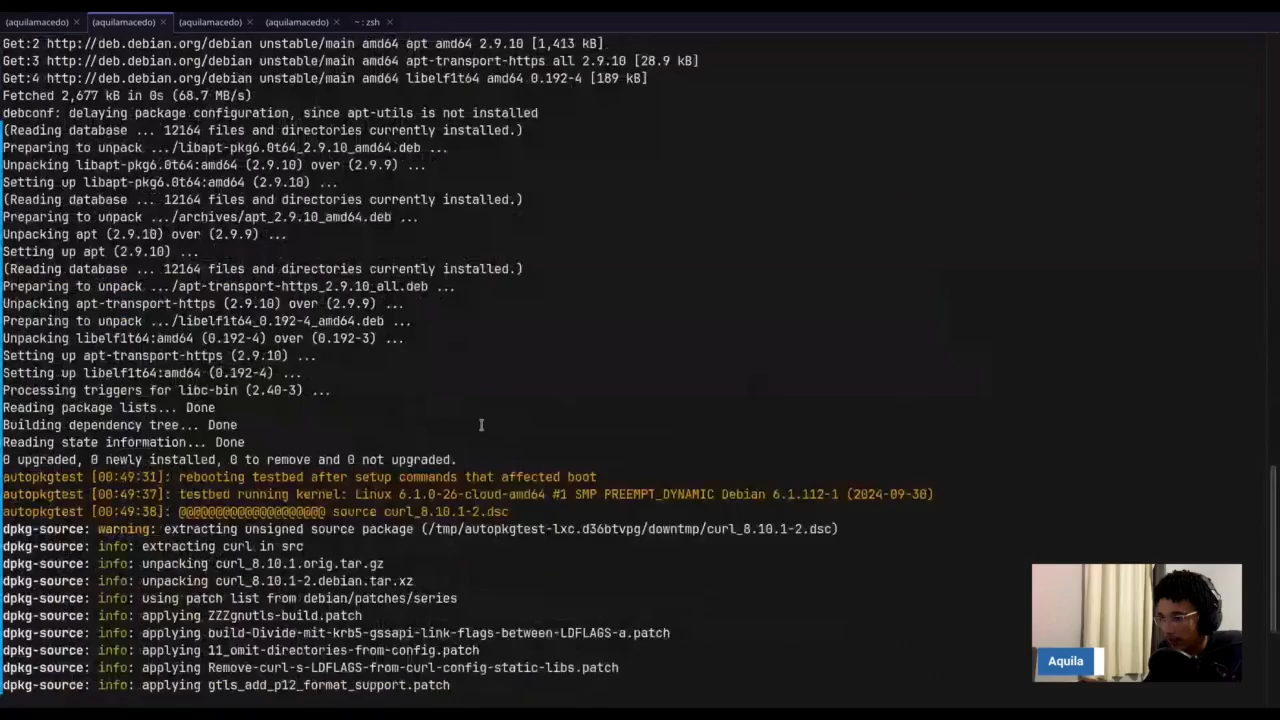 (aquilamacedo) × (aquilamacedo) × (aquilamacedo) × (aquilamacedo) × ~ : zsh ×
Get:2 http://deb.debian.org/debian unstable/main amd64 apt amd64 2.9.10 [1,413 kB]
Get:3 http://deb.debian.org/debian unstable/main amd64 apt-transport-https all 2.9.10 [28.9 kB]
Get:4 http://deb.debian.org/debian unstable/main amd64 libelf1t64 amd64 0.192-4 [189 kB]
Fetched 2,677 kB in 0s (68.7 MB/s)
debconf: delaying package configuration, since apt-utils is not installed
(Reading database ... 12164 files and directories currently installed.)
Preparing to unpack .../libapt-pkg6.0t64_2.9.10_amd64.deb ...
Unpacking libapt-pkg6.0t64:amd64 (2.9.10) over (2.9.9) ...
Setting up libapt-pkg6.0t64:amd64 (2.9.10) ...
(Reading database ... 12164 files and directories currently installed.)
Preparing to unpack .../archives/apt_2.9.10_amd64.deb ...
Unpacking apt (2.9.10) over (2.9.9) ...
Setting up apt (2.9.10) ...
(Reading database ... 12164 files and directories currently installed.)
Preparing to unpack .../apt-transport-https_2.9.10_all.deb ...
Unpacking apt-transport-https (2.9.10) over (2.9.9) ...
Preparing to unpack .../libelf1t64_0.192-4_amd64.deb ...
Unpacking libelf1t64:amd64 (0.192-4) over (0.192-3) ...
Setting up apt-transport-https (2.9.10) ...
Setting up libelf1t64:amd64 (0.192-4) ...
Processing triggers for libc-bin (2.40-3) ...
Reading package lists... Done
Building dependency tree... Done
Reading state information... Done
0 upgraded, 0 newly installed, 0 to remove and 0 not upgraded.
autopkgtest [00:49:31]: rebooting testbed after setup commands that affected boot
autopkgtest [00:49:37]: testbed running kernel: Linux 6.1.0-26-cloud-amd64 #1 SMP PREEMPT_DYNAMIC Debian 6.1.112-1 (2024-09-30)
autopkgtest [00:49:38]: @@@@@@@@@@@@@@@@@@@@ source curl_8.10.1-2.dsc
dpkg-source: warning: extracting unsigned source package (/tmp/autopkgtest-lxc.d36btvpg/downtmp/curl_8.10.1-2.dsc)
dpkg-source: info: extracting curl in src
dpkg-source: info: unpacking curl_8.10.1.orig.tar.gz
dpkg-source: info: unpacking curl_8.10.1-2.debian.tar.xz
dpkg-source: info: using patch list from debian/patches/series
dpkg-source: info: applying ZZZgnutls-build.patch
dpkg-source: info: applying build-Divide-mit-krb5-gssapi-link-flags-between-LDFLAGS-a.patch
dpkg-source: info: applying 11_omit-directories-from-config.patch
dpkg-source: info: applying Remove-curl-s-LDFLAGS-from-curl-config-static-libs.patch
dpkg-source: info: applying gtls_add_p12_format_support.patch
Aquila